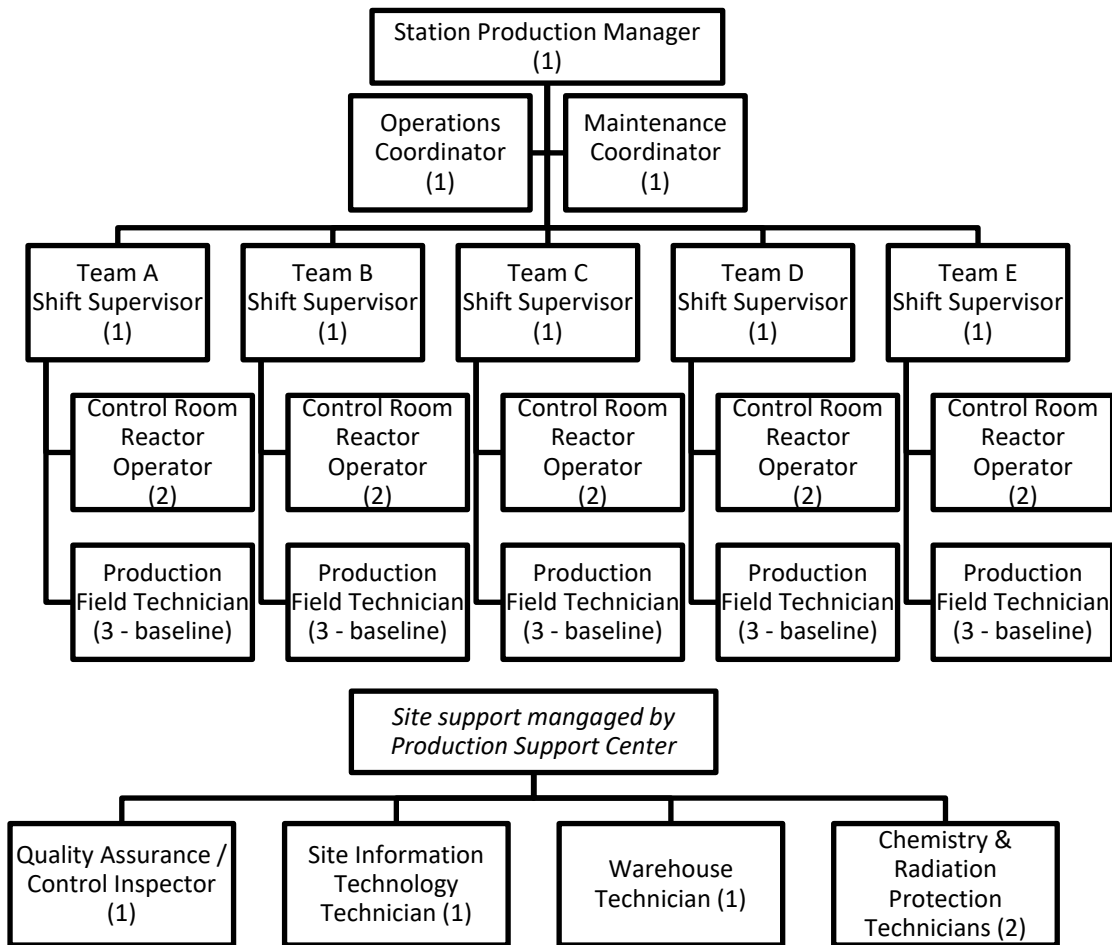 Station Production Manager
(1)
Operations
Coordinator
(1)
Maintenance
Coordinator
(1)
Team A
Shift Supervisor
(1)
Team B
Shift Supervisor
(1)
Team C
Shift Supervisor
(1)
Team D
Shift Supervisor
(1)
Team E
Shift Supervisor
(1)
Control Room
Reactor
Operator
(2)
Control Room
Reactor
Operator
(2)
Control Room
Reactor
Operator
(2)
Control Room
Reactor
Operator
(2)
Control Room
Reactor
Operator
(2)
Production
Field Technician
(3 - baseline)
Production
Field Technician
(3 - baseline)
Production
Field Technician
(3 - baseline)
Production
Field Technician
(3 - baseline)
Production
Field Technician
(3 - baseline)
Site support mangaged by
Production Support Center
Quality Assurance /
Control Inspector
(1)
Site Information
Technology
Technician (1)
Warehouse
Technician (1)
Chemistry &
Radiation
Protection
Technicians (2)